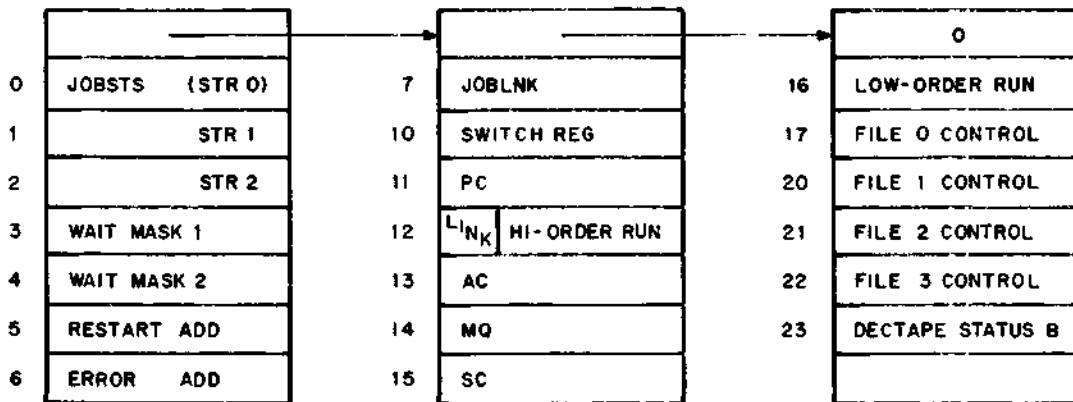 0
0 JOBSTS (STR 0) 7 JOBLNK 16 LOW-ORDER RUN
1 STR 1 10 SWITCH REG 17 FILE 0 CONTROL
2 STR 2 11 PC 20 FILE 1 CONTROL
3 WAIT MASK 1 12 LINK HI-ORDER RUN 21 FILE 2 CONTROL
4 WAIT MASK 2 13 AC 22 FILE 3 CONTROL
5 RESTART ADD 14 MQ 23 DECTAPE STATUS B
6 ERROR ADD 15 SC